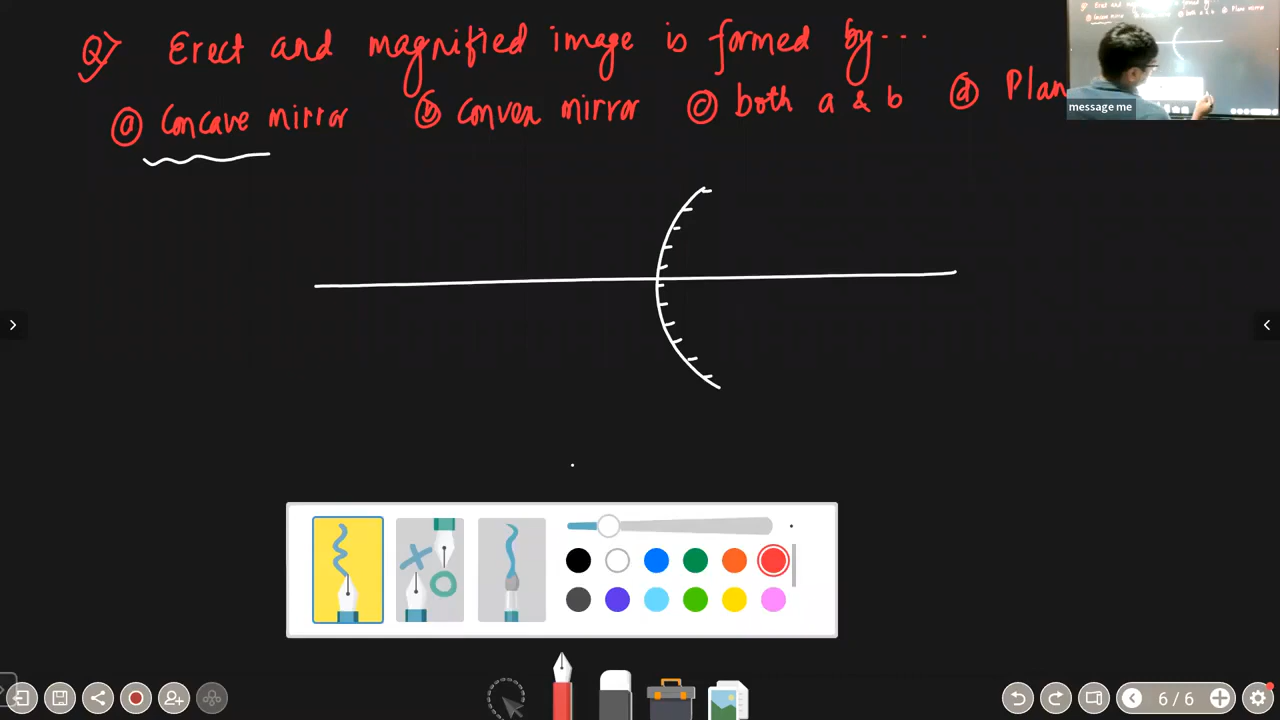 Q> Erect and magnified image is formed by...
ⓐ Concave mirror ⓑ Convex mirror ⓒ both a & b ⓓ Plan
message me
6 / 6